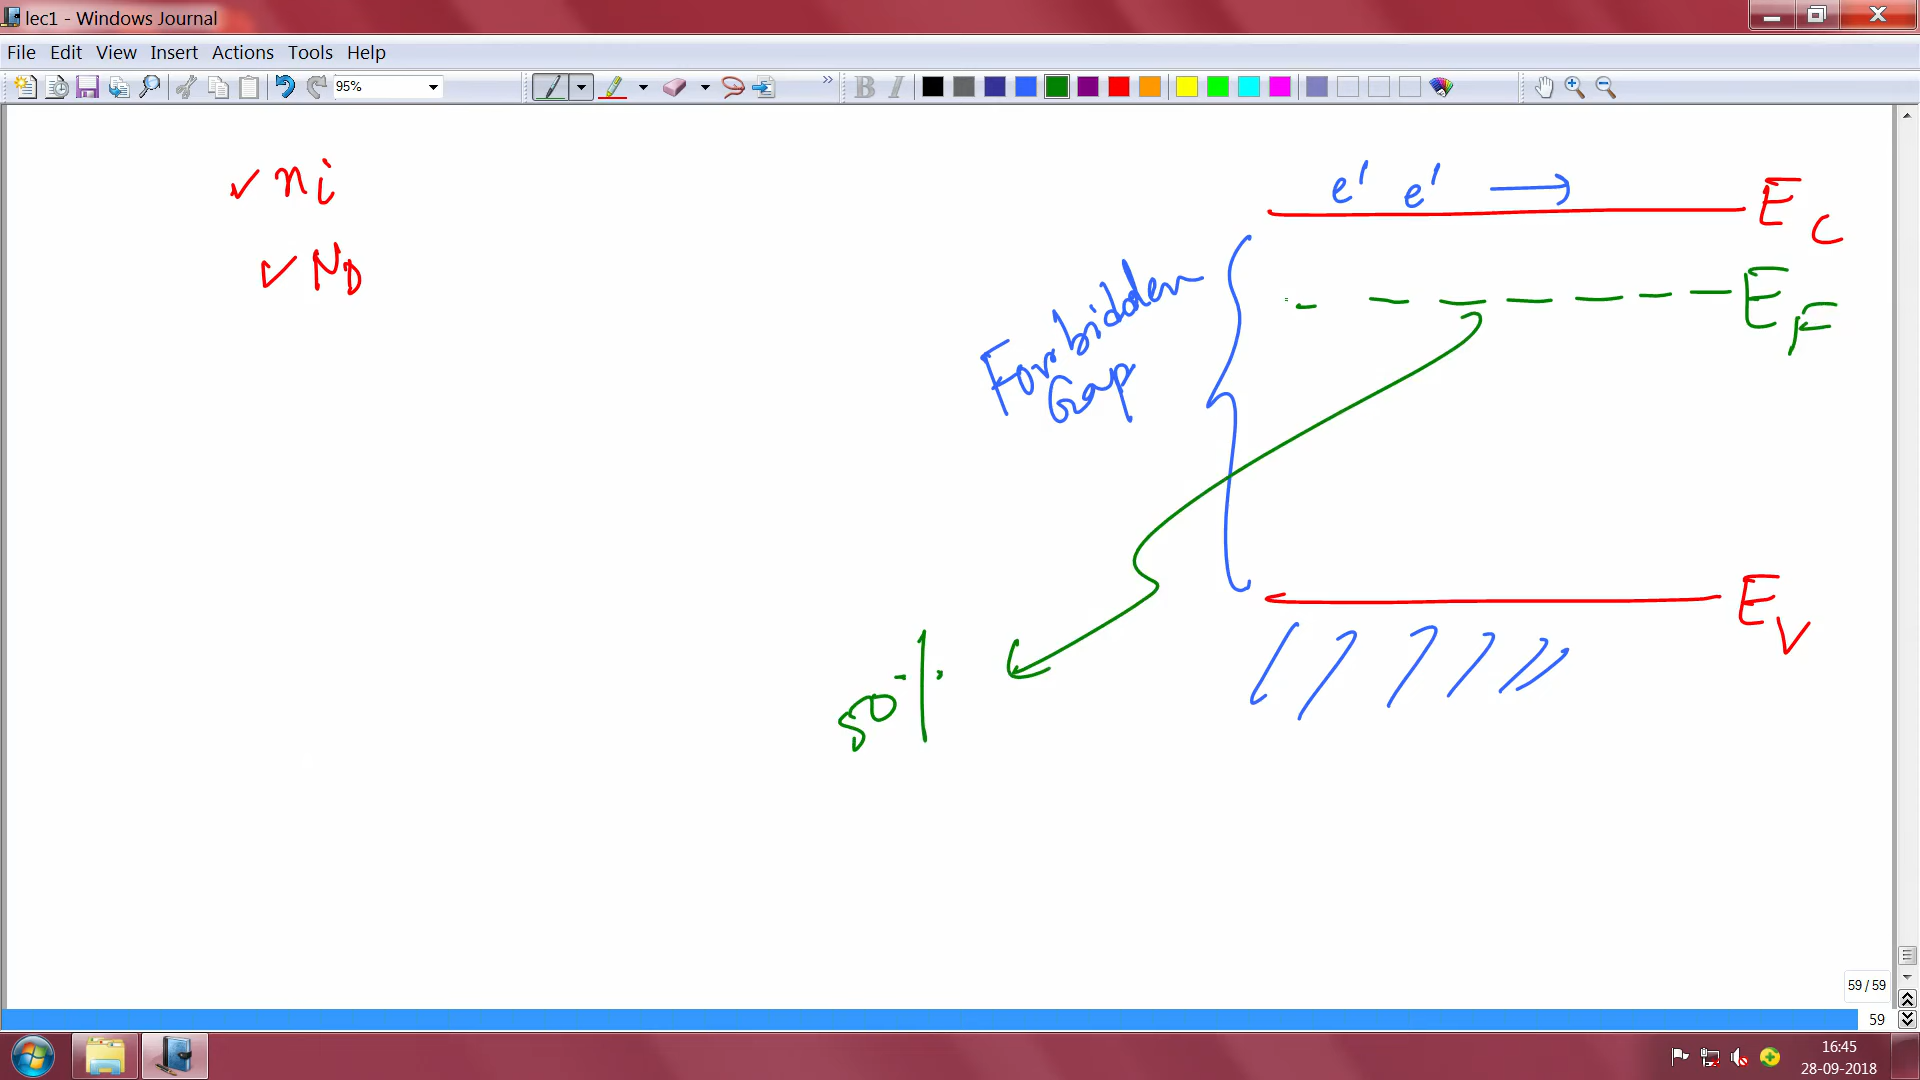 lec1 - Windows Journal
File Edit View Insert Actions Tools Help
95%
B I
✓ ni
✓ ND
e' e' →
EC
EF
Forbidden
Gap
EV
50%
59 / 59
59
16:45
28-09-2018